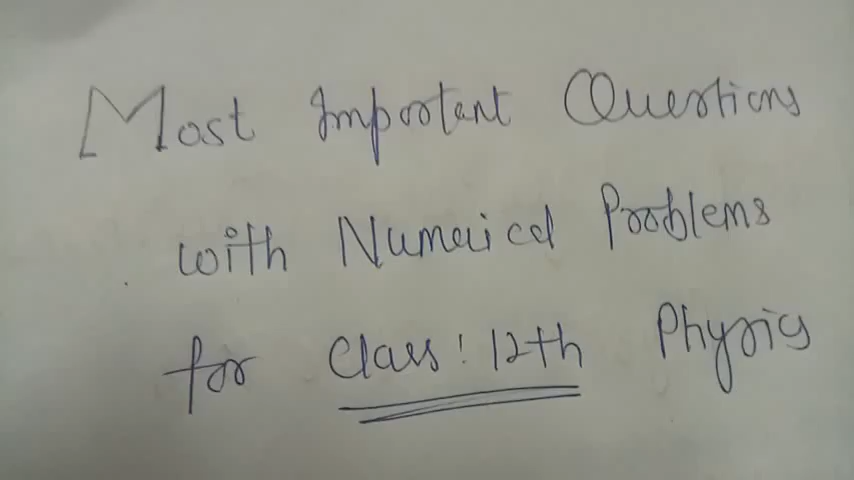 Most Important Questions
with Numerical Problems
for Class: 12th Physics